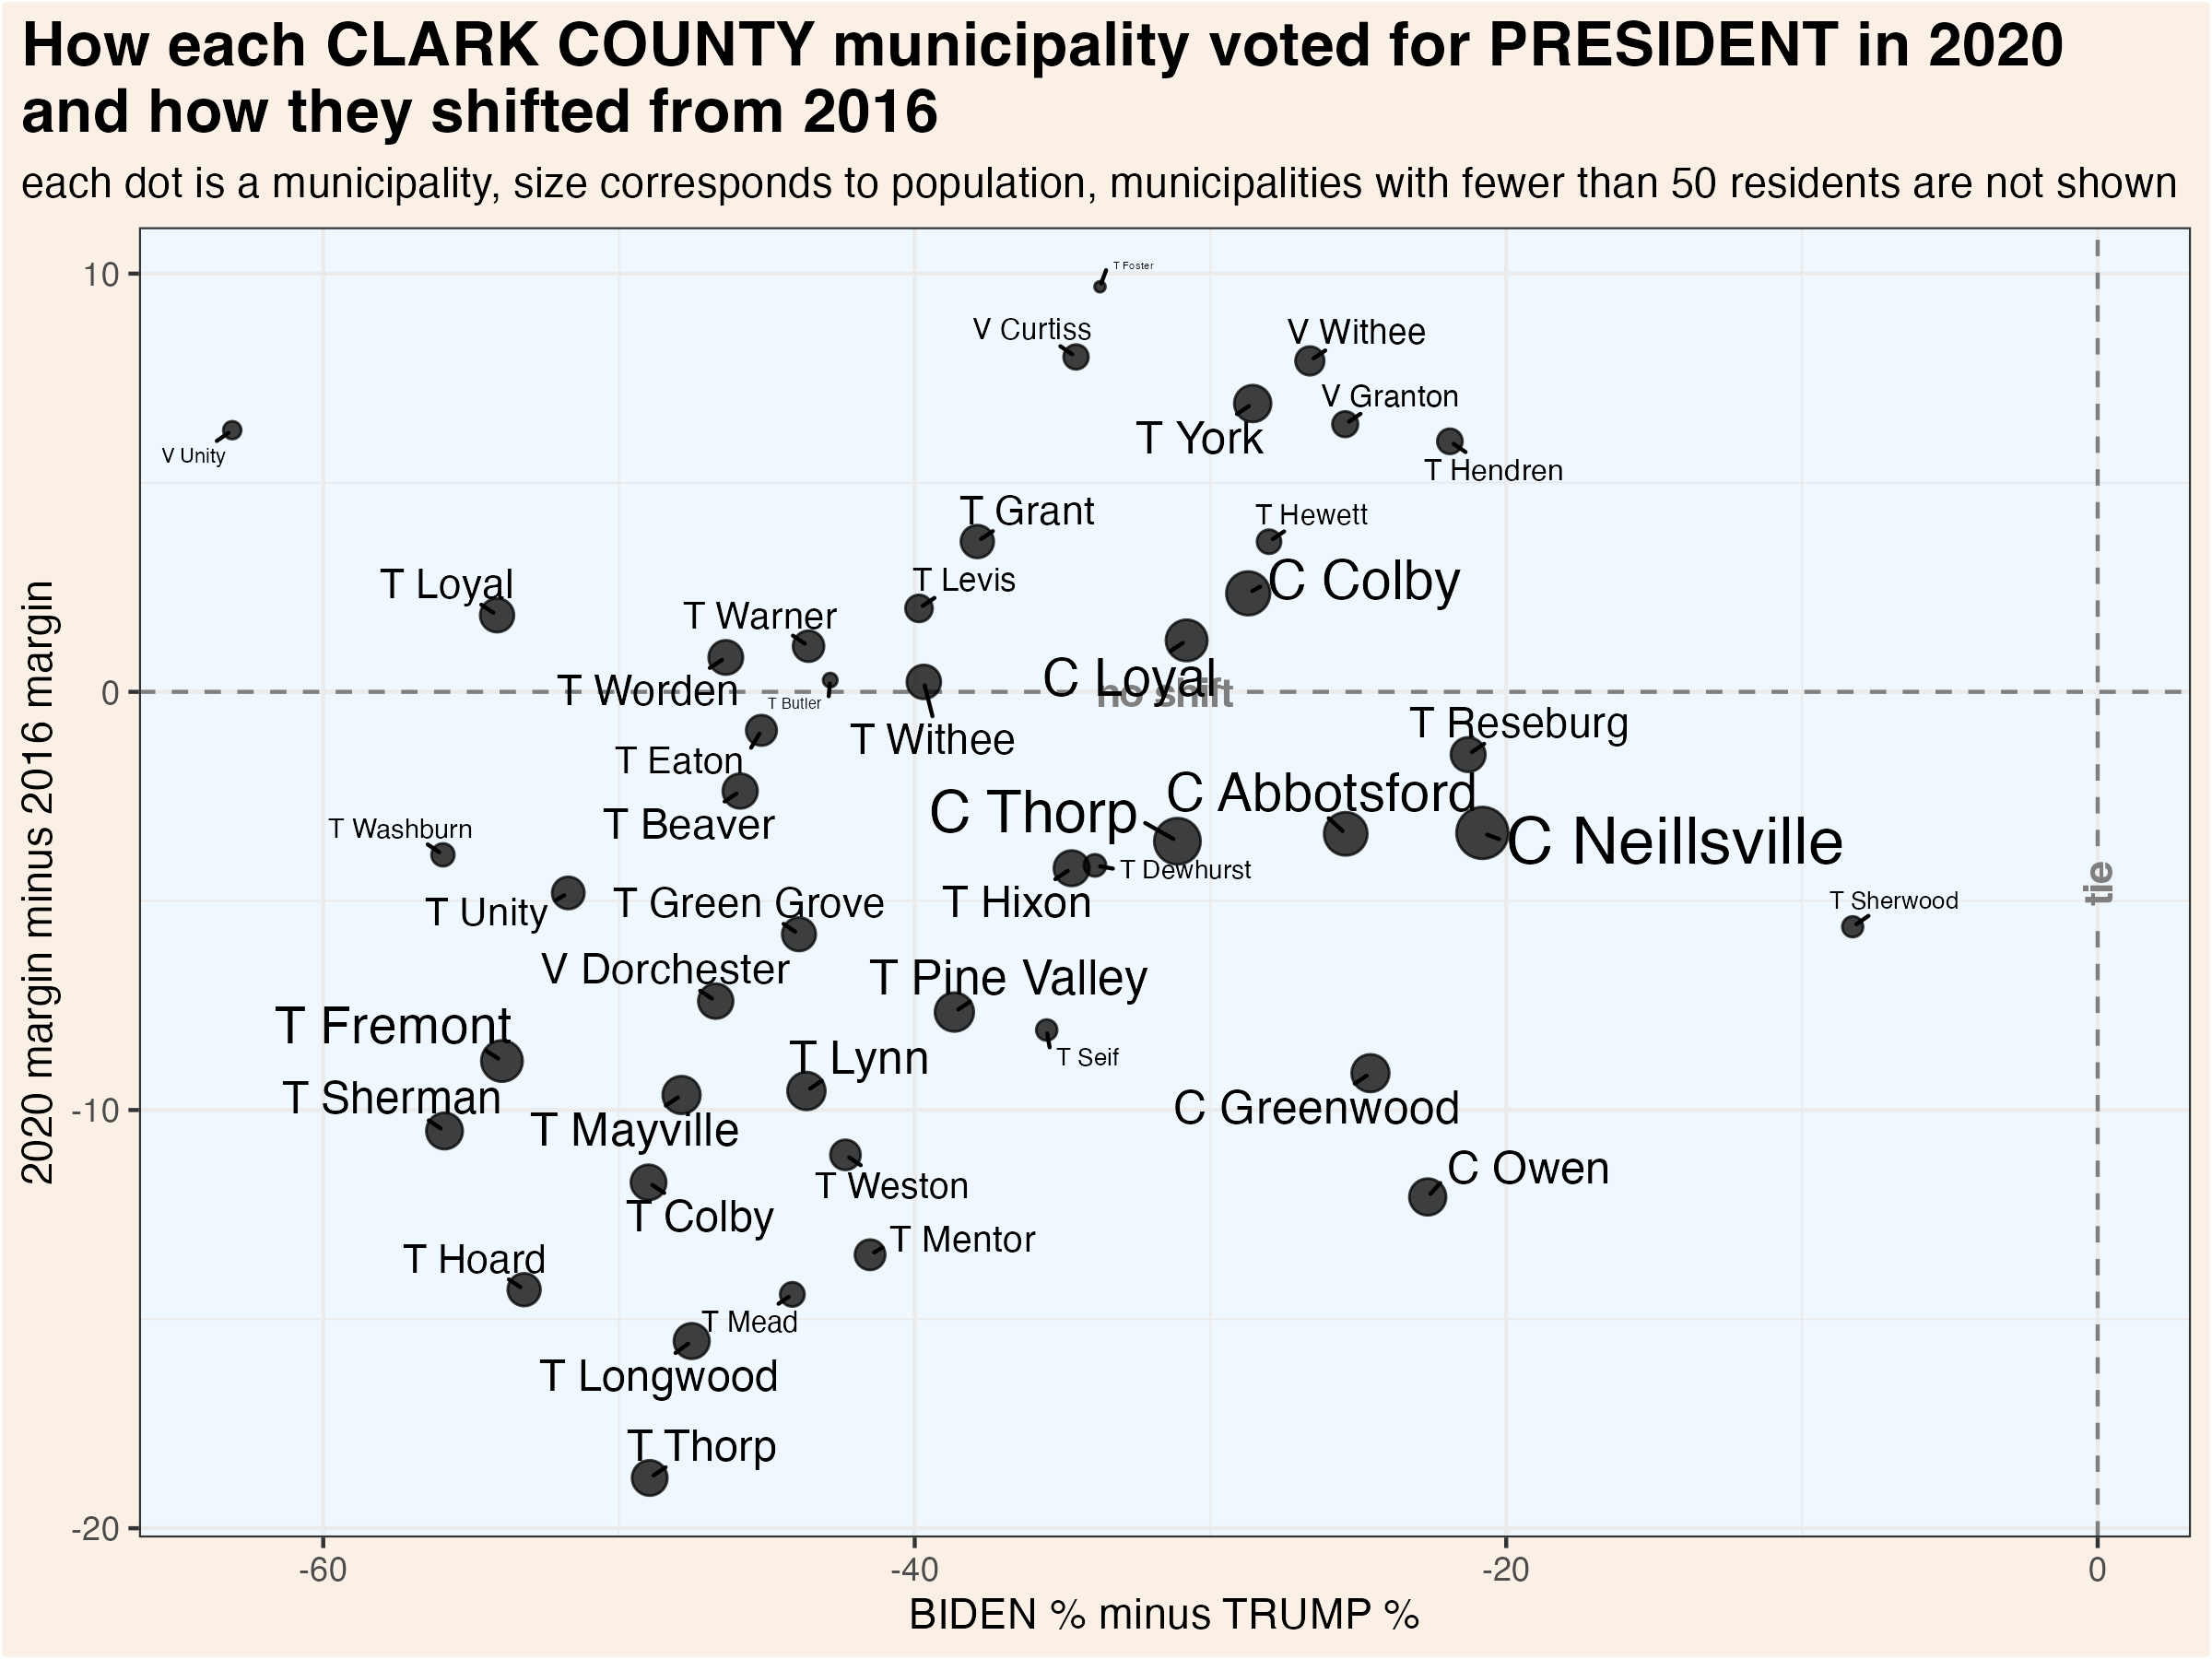 How each CLARK COUNTY municipality voted for PRESIDENT in 2020
and how they shifted from 2016
each dot is a municipality, size corresponds to population, municipalities with fewer than 50 residents are not shown
2020 margin minus 2016 margin
10
0
-10
-20
T Foster
V Curtiss
V Withee
V Granton
T York
V Unity
T Hendren
T Grant
T Hewett
T Levis
C Colby
T Loyal
T Warner
C Loyal
no shift
T Worden
T Butler
T Withee
T Reseburg
T Eaton
C Abbotsford
C Thorp
T Beaver
T Washburn
C Neillsville
T Dewhurst
tie
T Unity
T Green Grove
T Hixon
T Sherwood
V Dorchester
T Pine Valley
T Fremont
T Lynn
T Seif
T Sherman
C Greenwood
T Mayville
C Owen
T Weston
T Colby
T Mentor
T Hoard
T Mead
T Longwood
T Thorp
-60
-40
-20
0
BIDEN % minus TRUMP %